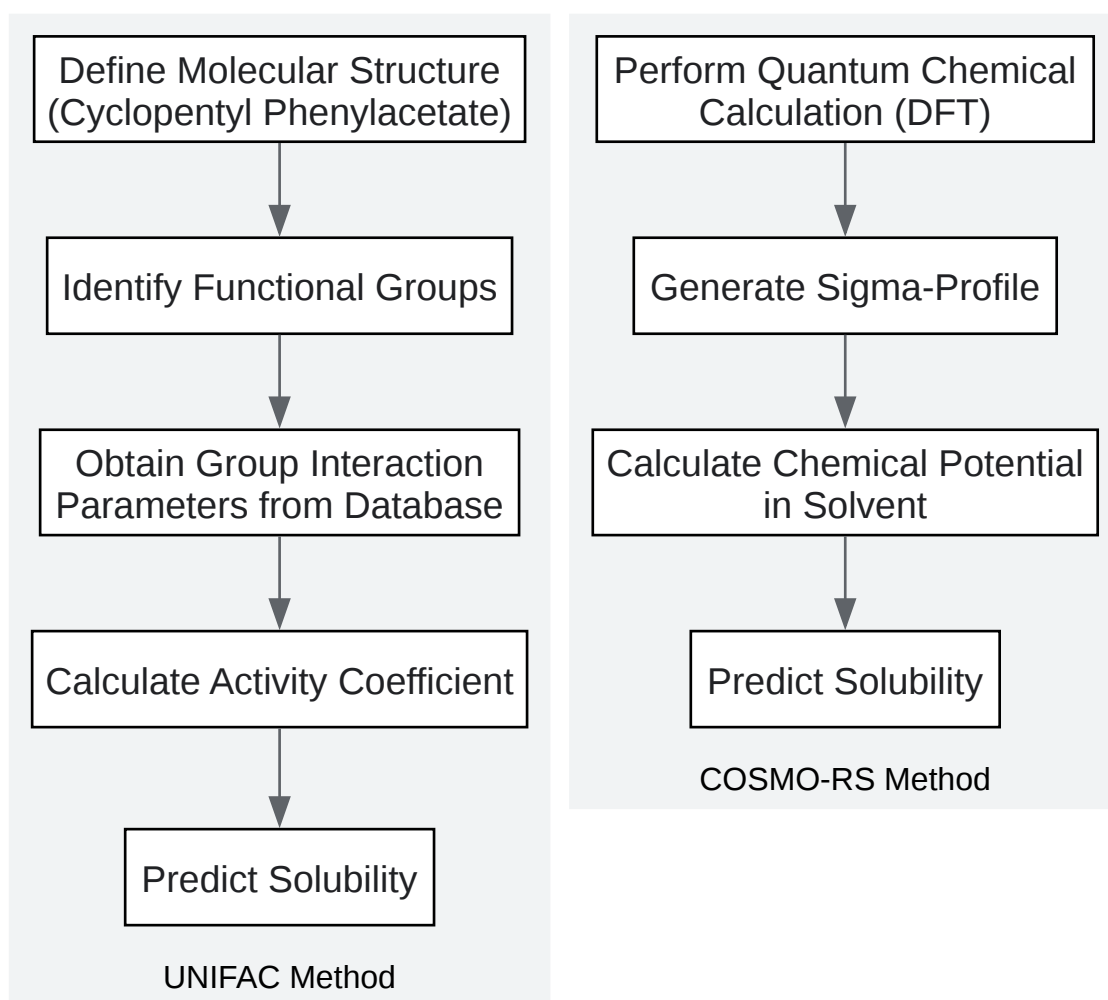 Define Molecular Structure
(Cyclopentyl Phenylacetate)
Identify Functional Groups
Obtain Group Interaction
Parameters from Database
Calculate Activity Coefficient
Predict Solubility
UNIFAC Method
Perform Quantum Chemical
Calculation (DFT)
Generate Sigma-Profile
Calculate Chemical Potential
in Solvent
Predict Solubility
COSMO-RS Method